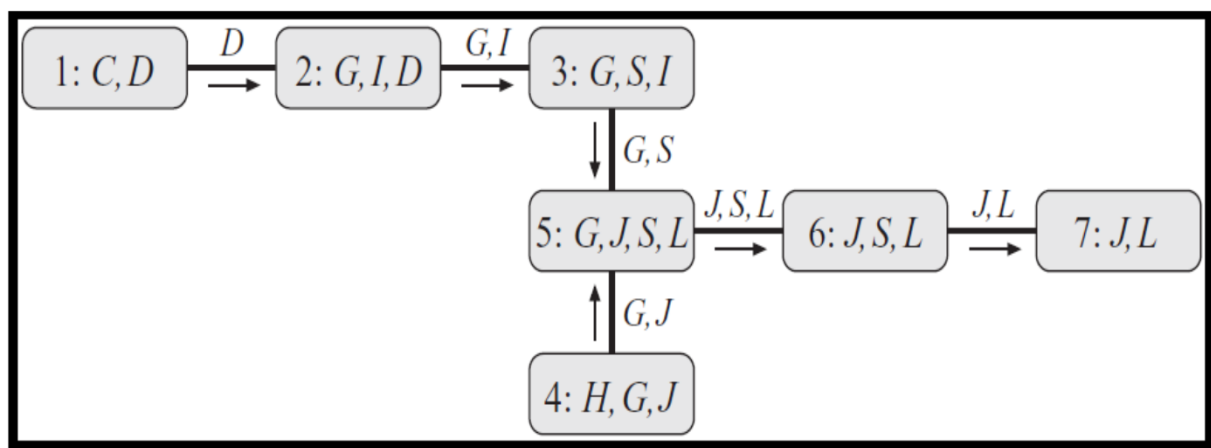 1: C, D
D
2: G, I, D
G, I
3: G, S, I
G, S
5: G, J, S, L
J, S, L
6: J, S, L
J, L
7: J, L
G, J
4: H, G, J